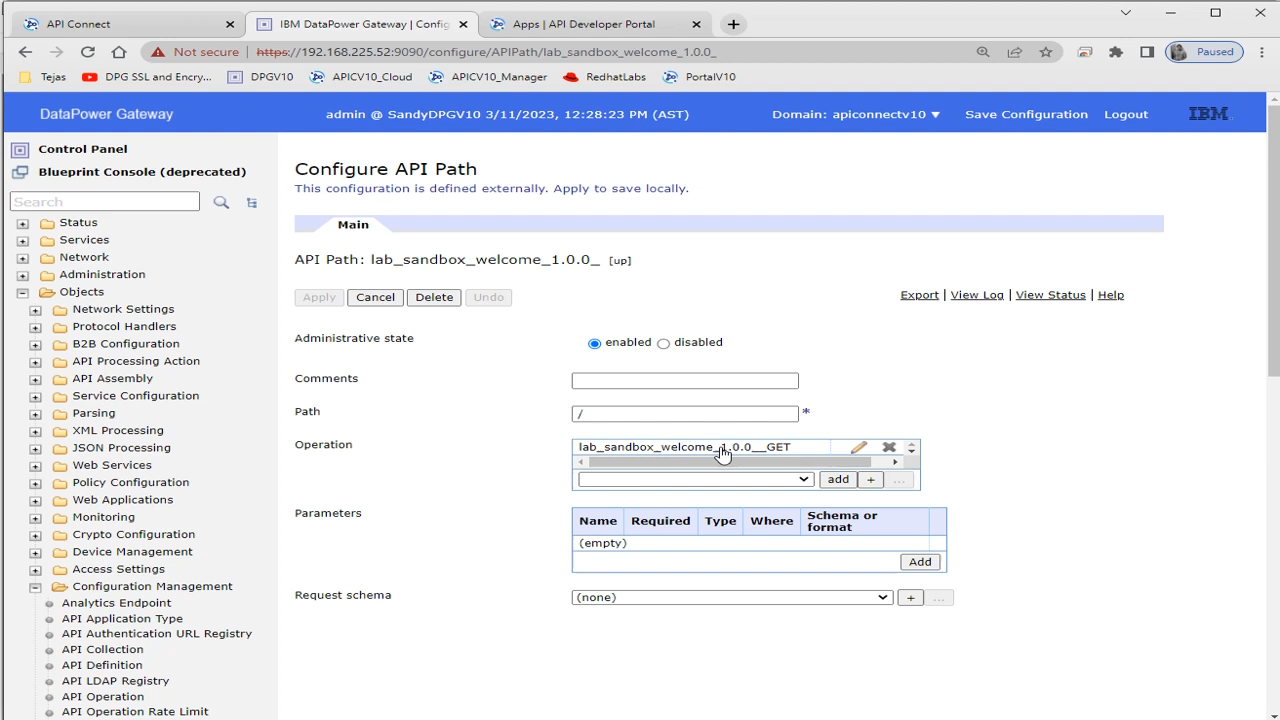 API Connect
IBM DataPower Gateway | Config
Apps | API Developer Portal
Not secure
https://192.168.225.52:9090/configure/APIPath/lab_sandbox_welcome_1.0.0_
Paused
Tejas
DPG SSL and Encry...
DPGV10
APICV10_Cloud
APICV10_Manager
RedhatLabs
PortalV10
DataPower Gateway
admin @ SandyDPGV10 3/11/2023, 12:28:23 PM (AST)
Domain: apiconnectv10
Save Configuration
Logout
IBM
Control Panel
Blueprint Console (deprecated)
Search
Status
Services
Network
Administration
Objects
Network Settings
Protocol Handlers
B2B Configuration
API Processing Action
API Assembly
Service Configuration
Parsing
XML Processing
JSON Processing
Web Services
Policy Configuration
Web Applications
Monitoring
Crypto Configuration
Device Management
Access Settings
Configuration Management
Analytics Endpoint
API Application Type
API Authentication URL Registry
API Collection
API Definition
API LDAP Registry
API Operation
API Operation Rate Limit
Configure API Path
This configuration is defined externally. Apply to save locally.
Main
API Path: lab_sandbox_welcome_1.0.0_ [up]
Apply
Cancel
Delete
Undo
Export | View Log | View Status | Help
Administrative state
enabled
disabled
Comments
Path
/
*
Operation
lab_sandbox_welcome_1.0.0__GET
add
+
...
Parameters
Name
Required
Type
Where
Schema or
format
(empty)
Add
Request schema
(none)
+
...